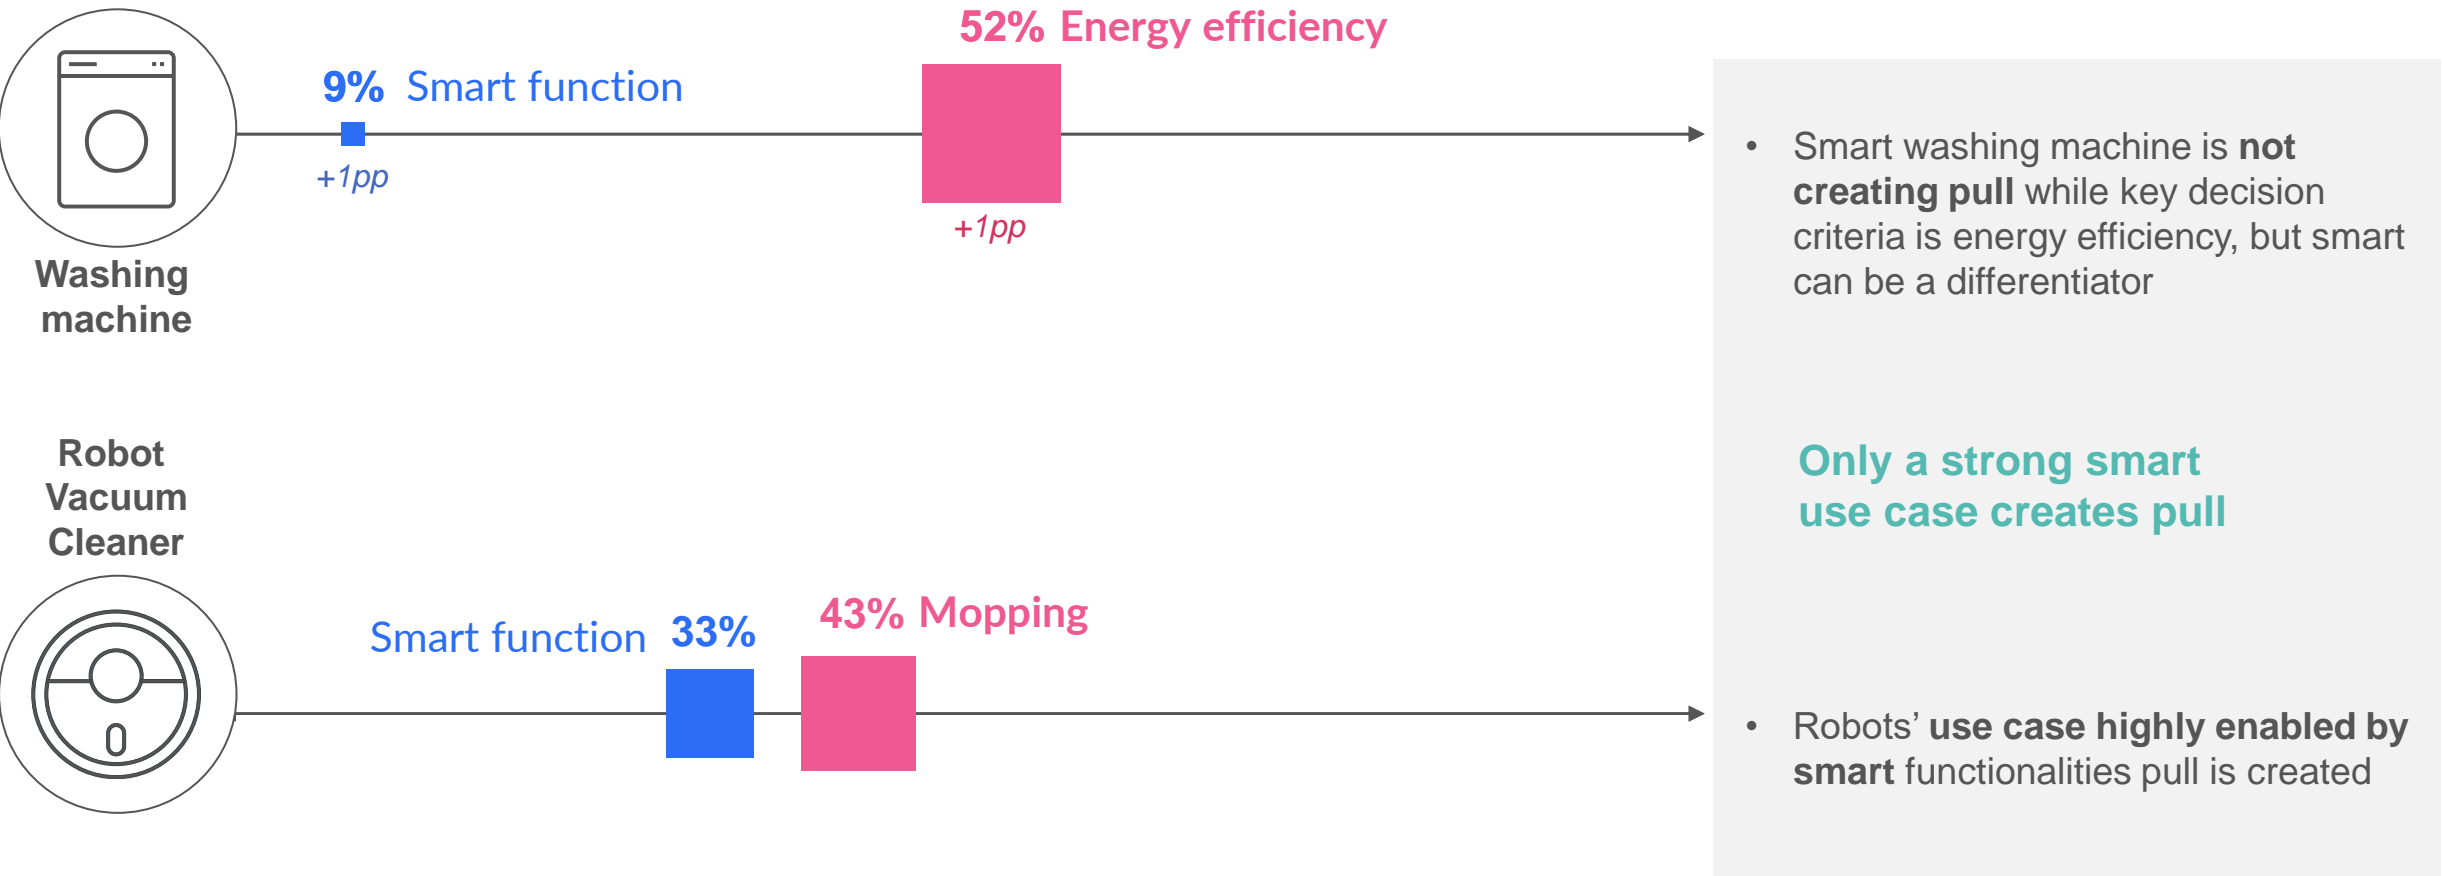 52% Energy efficiency
9% Smart function
+1pp
+1pp
Washing
machine
• Smart washing machine is not
creating pull while key decision
criteria is energy efficiency, but smart
can be a differentiator
Robot
Vacuum
Cleaner
Only a strong smart
use case creates pull
Smart function 33%
43% Mopping
• Robots’ use case highly enabled by
smart functionalities pull is created